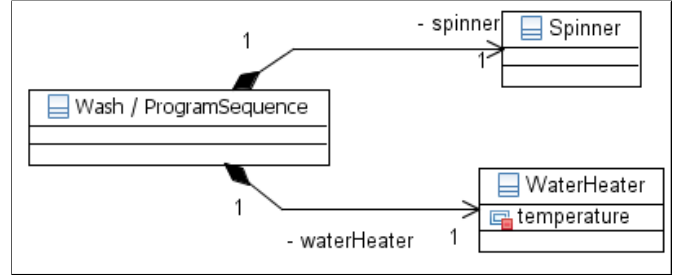 - spinner
Spinner
1
1
Wash / ProgramSequence
WaterHeater
temperature
1
- waterHeater
1